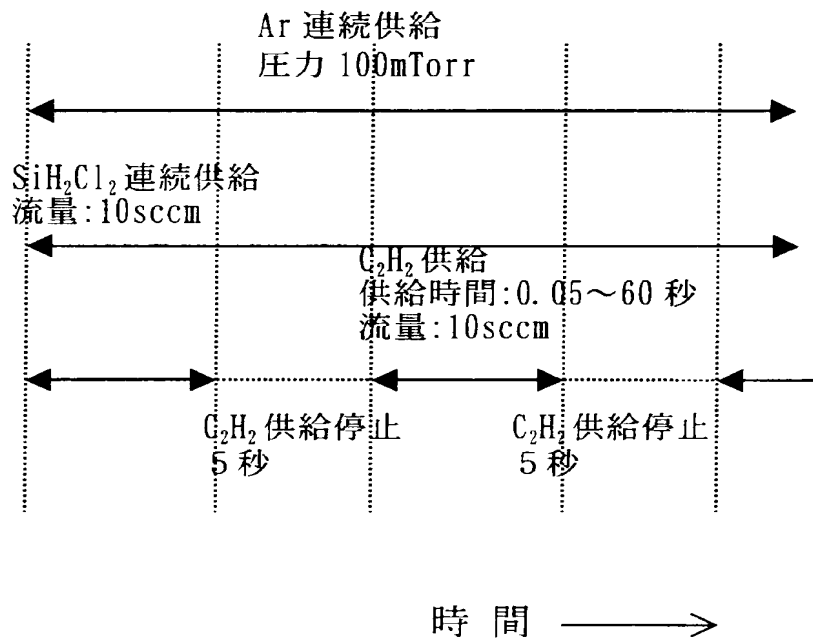 Ar 連続供給
圧力 100mTorr
SiH₂Cl₂ 連続供給
流量:10sccm
C₂H₂ 供給
供給時間:0.05～60 秒
流量:10sccm
C₂H₂ 供給停止
5 秒
C₂H₂ 供給停止
5 秒
時 間